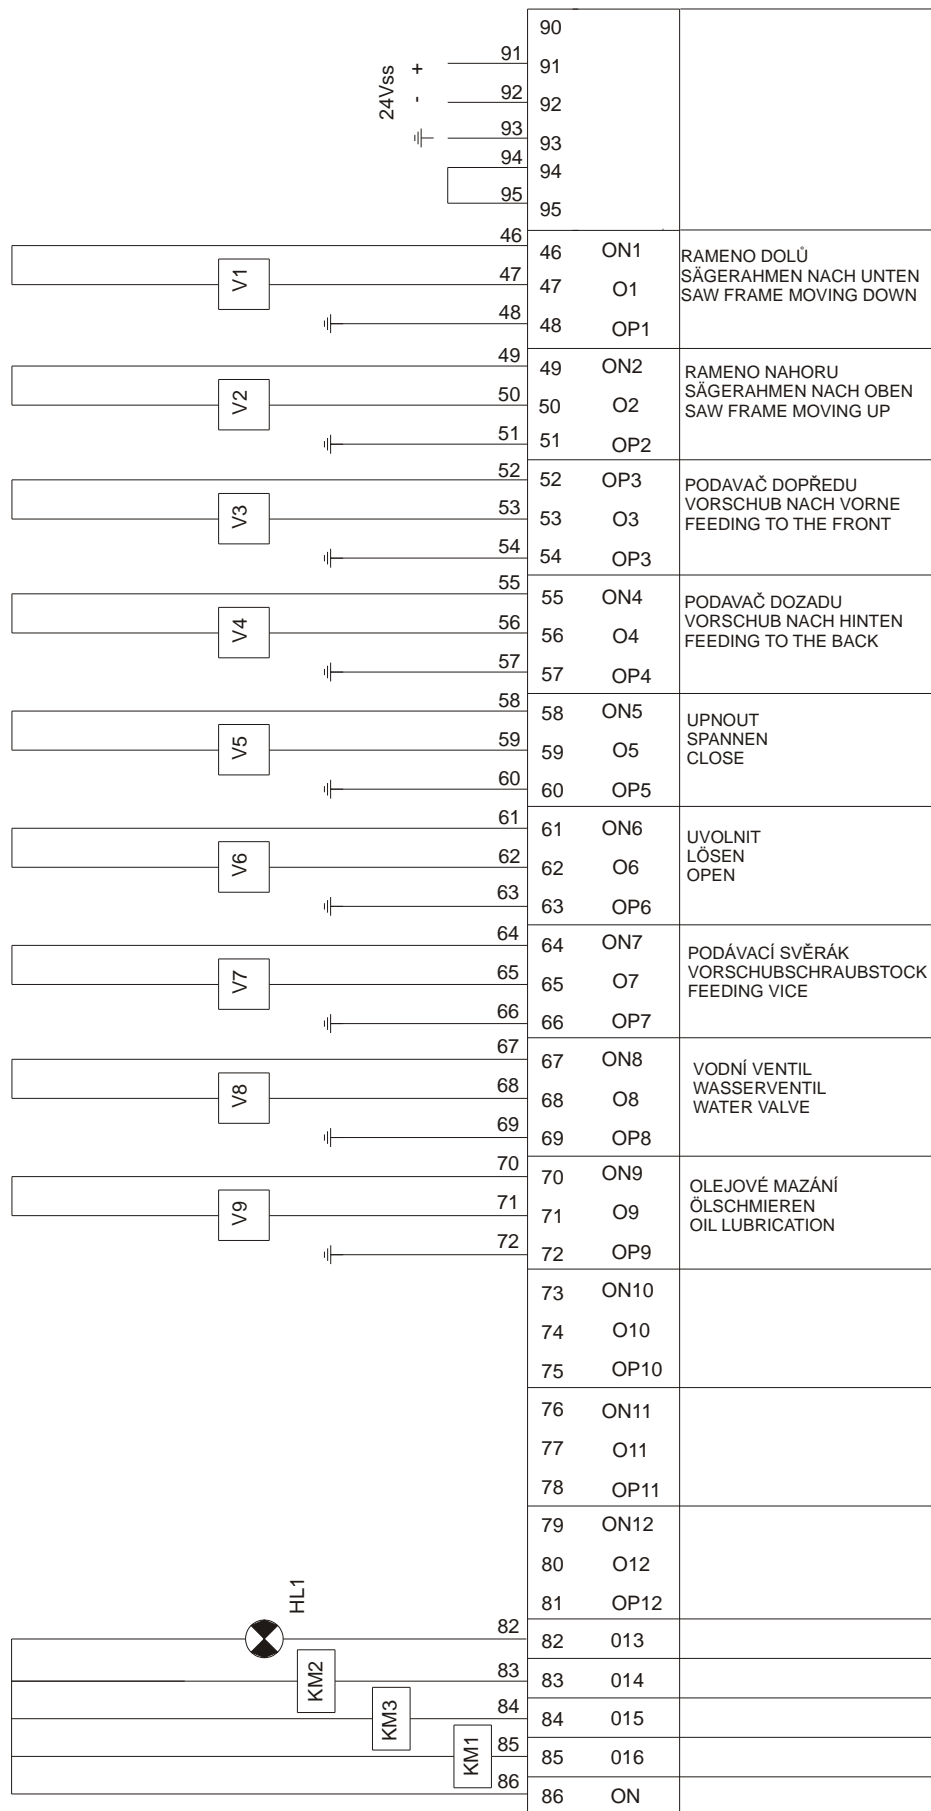 90
91 91
24Vss + -
92 92
93 93
94 94
95 95
46 46 ON1
V1 47 47 O1
48 48 OP1
RAMENO DOLŮ
SÄGERAHMEN NACH UNTEN
SAW FRAME MOVING DOWN
49 49 ON2
V2 50 50 O2
51 51 OP2
RAMENO NAHORU
SÄGERAHMEN NACH OBEN
SAW FRAME MOVING UP
52 52 OP3
V3 53 53 O3
54 54 OP3
PODAVAČ DOPŘEDU
VORSCHUB NACH VORNE
FEEDING TO THE FRONT
55 55 ON4
V4 56 56 O4
57 57 OP4
PODAVAČ DOZADU
VORSCHUB NACH HINTEN
FEEDING TO THE BACK
58 58 ON5
V5 59 59 O5
60 60 OP5
UPNOUT
SPANNEN
CLOSE
61 61 ON6
V6 62 62 O6
63 63 OP6
UVOLNIT
LÖSEN
OPEN
64 64 ON7
V7 65 65 O7
66 66 OP7
PODÁVACÍ SVĚRÁK
VORSCHUBSCHRAUBSTOCK
FEEDING VICE
67 67 ON8
V8 68 68 O8
69 69 OP8
VODNÍ VENTIL
WASSERVENTIL
WATER VALVE
70 70 ON9
V9 71 71 O9
72 72 OP9
OLEJOVÉ MAZÁNÍ
ÖLSCHMIEREN
OIL LUBRICATION
73 ON10
74 O10
75 OP10
76 ON11
77 O11
78 OP11
79 ON12
80 O12
81 OP12
HL1 82 82 013
KM2 83 83 014
KM3 84 84 015
KM1 85 85 016
86 86 ON